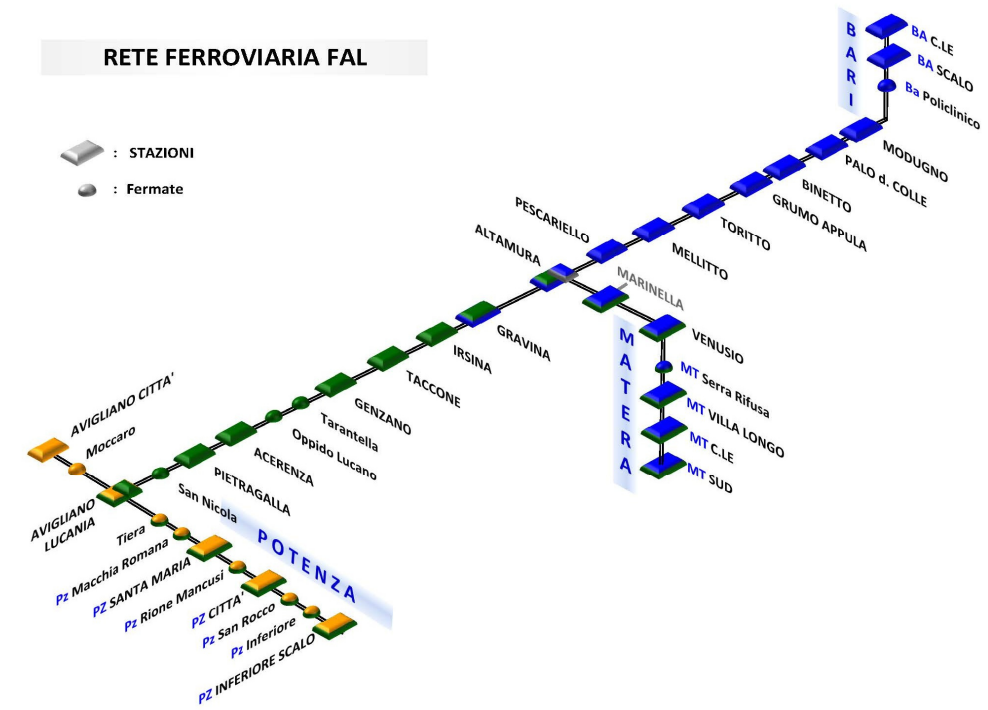 RETE FERROVIARIA FAL
: STAZIONI
: Fermate
BARI
BA C.LE
BA SCALO
Ba Policlinico
MODUGNO
PALO d. COLLE
BINETTO
GRUMO APPULA
TORITTO
MELLITTO
PESCARIELLO
ALTAMURA
MARINELLA
VENUSIO
MATERA
MT Serra Rifusa
MT VILLA LONGO
MT C.LE
MT SUD
GRAVINA
IRSINA
TACCONE
GENZANO
Tarantella
Oppido Lucano
ACERENZA
PIETRAGALLA
San Nicola
AVIGLIANO CITTA'
Moccaro
AVIGLIANO
LUCANIA
POTENZA
Tiera
Pz Macchia Romana
PZ SANTA MARIA
Pz Rione Mancusi
PZ CITTA'
Pz San Rocco
Pz Inferiore
PZ INFERIORE SCALO